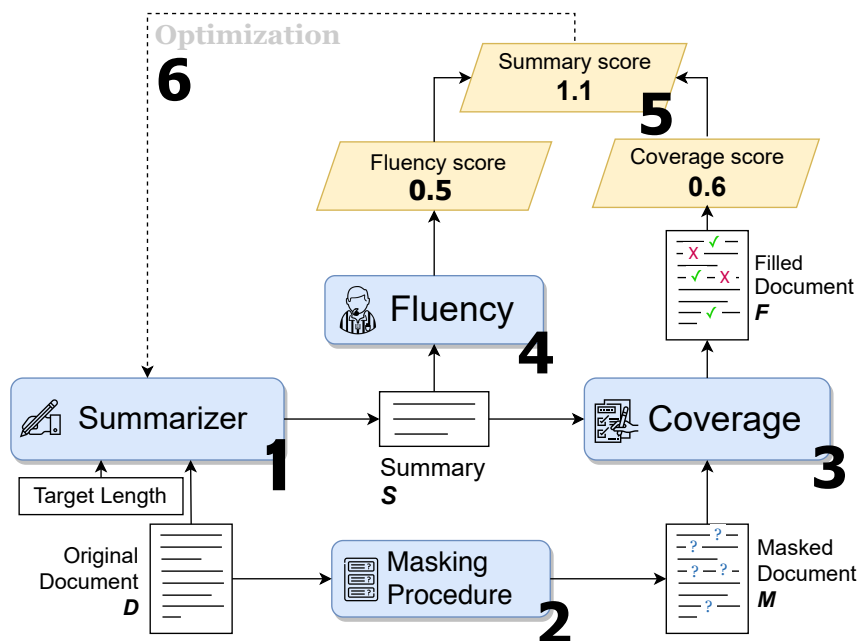 Optimization
6
Summary score
1.1
5
Fluency score
0.5
Coverage score
0.6
X
X
Filled
Document
F
Fluency
4
Summarizer
1
Target Length
Summary
S
Coverage
3
Original
Document
D
Masking
Procedure
2
?
?
? ?
?
Masked
Document
M